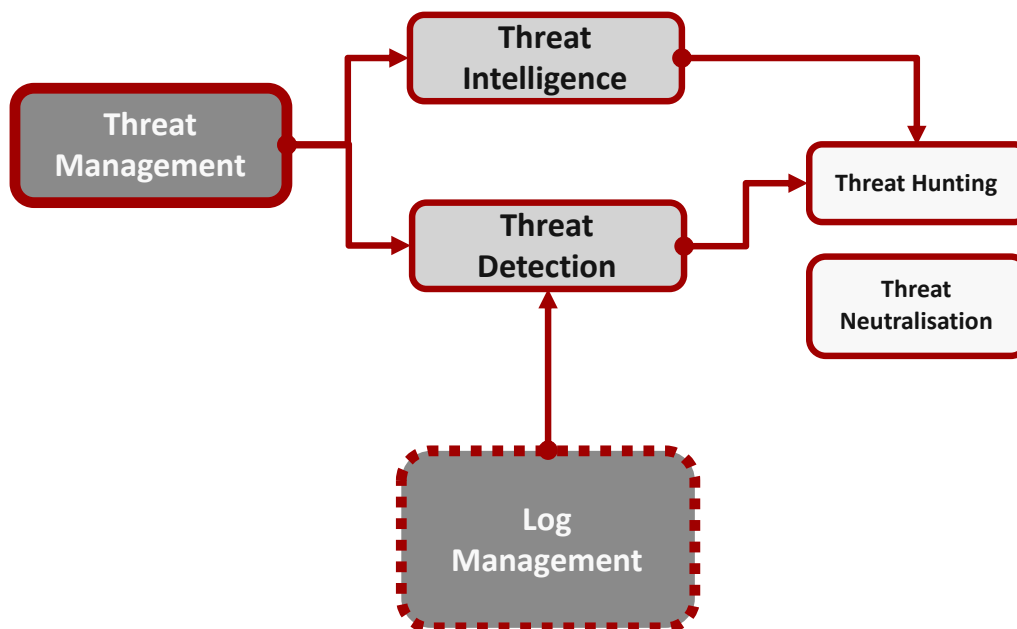 Threat
Management
Threat
Intelligence
Threat
Detection
Threat Hunting
Threat
Neutralisation
Log
Management